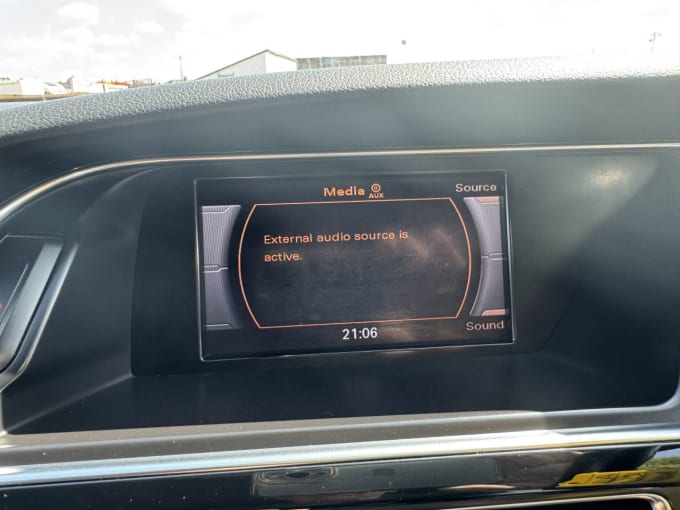 Media AUX
Source
External audio source is
active.
21:06
Sound